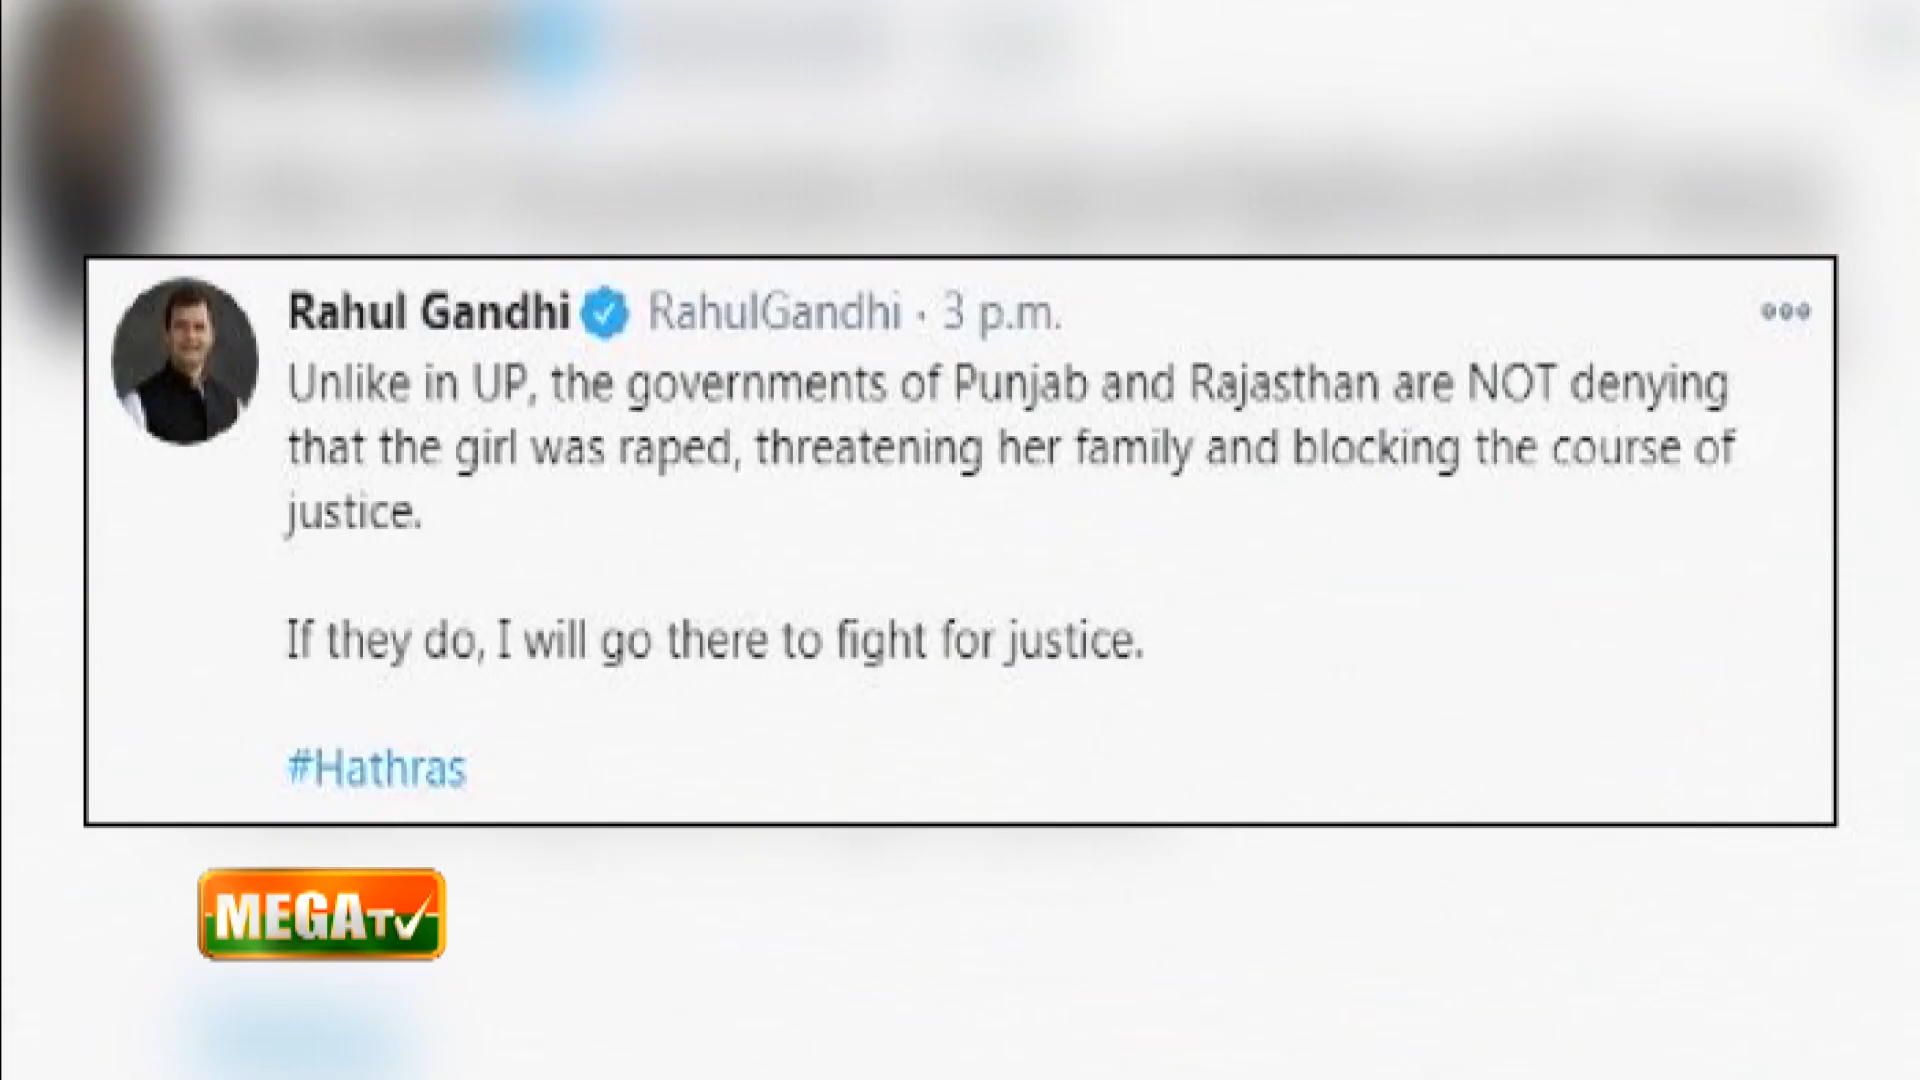 Rahul Gandhi RahulGandhi · 3 p.m.
Unlike in UP, the governments of Punjab and Rajasthan are NOT denying
that the girl was raped, threatening her family and blocking the course of
justice.
If they do, I will go there to fight for justice.
#Hathras
MEGA TV